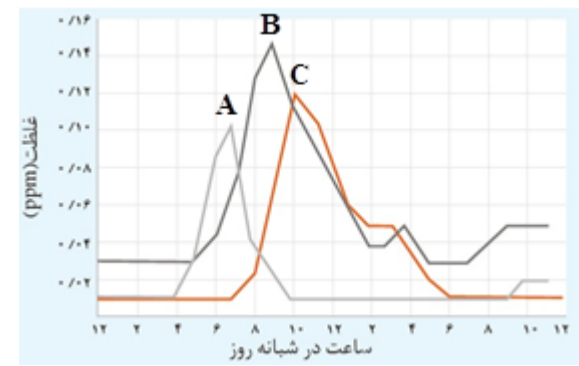 ۰/۱۶
۰/۱۴
۰/۱۲
۰/۱۰
۰/۰۸
۰/۰۶
۰/۰۴
۰/۰۲
غلظت(ppm)
A
B
C
۱۲ ۲ ۴ ۶ ۸ ۱۰ ۱۲ ۲ ۴ ۶ ۸ ۱۰ ۱۲
ساعت در شبانه روز